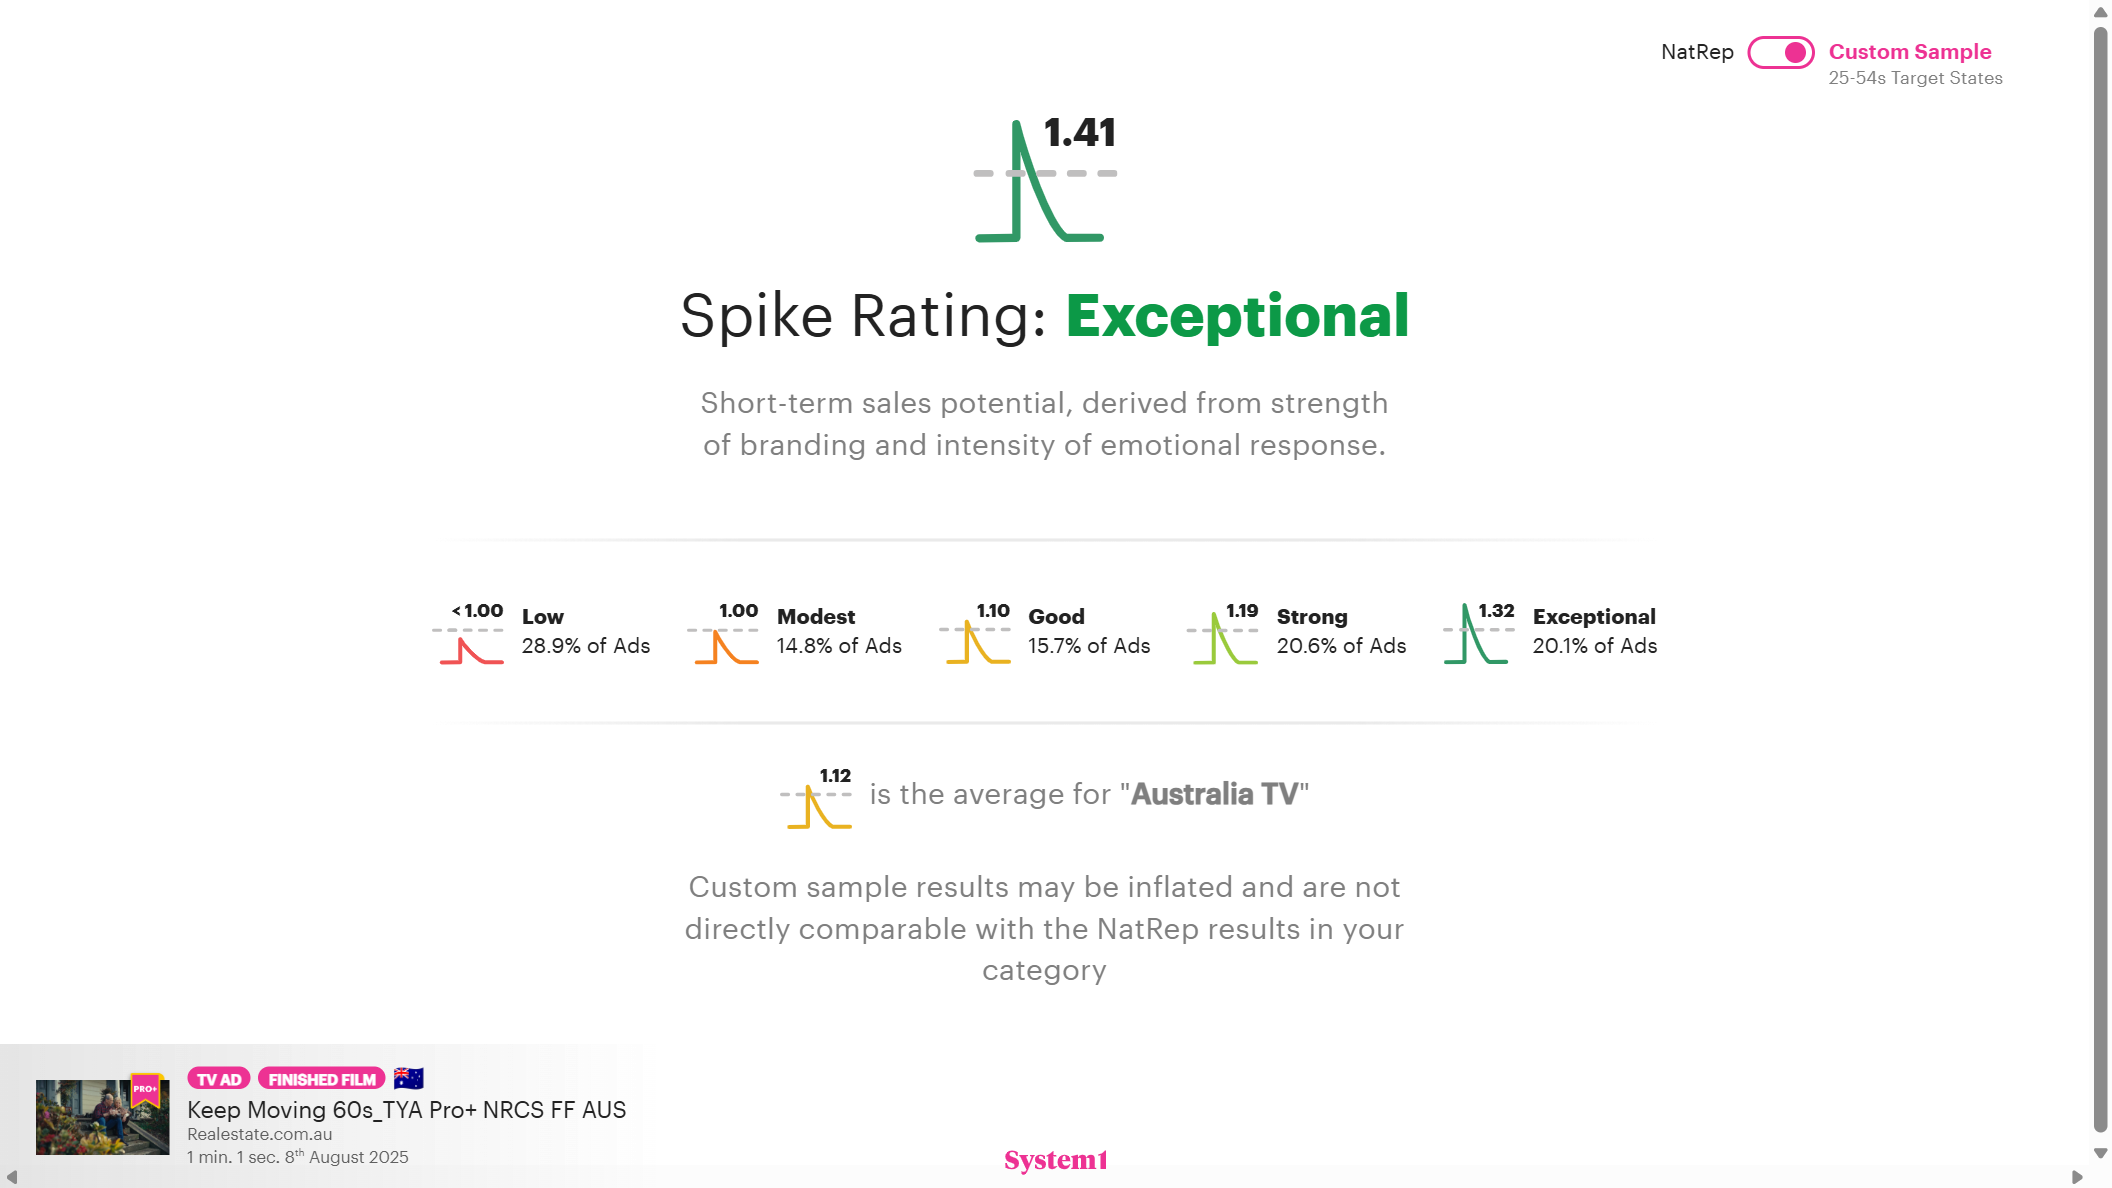 NatRep
Custom Sample
25-54s Target States
1.41
Spike Rating: Exceptional
Short-term sales potential, derived from strength
of branding and intensity of emotional response.
< 1.00
Low
28.9% of Ads
1.00
Modest
14.8% of Ads
1.10
Good
15.7% of Ads
1.19
Strong
20.6% of Ads
1.32
Exceptional
20.1% of Ads
1.12
is the average for "Australia TV"
Custom sample results may be inflated and are not
directly comparable with the NatRep results in your
category
PRO+
TV AD
FINISHED FILM
Keep Moving 60s_TYA Pro+ NRCS FF AUS
Realestate.com.au
1 min. 1 sec. 8th August 2025
System1